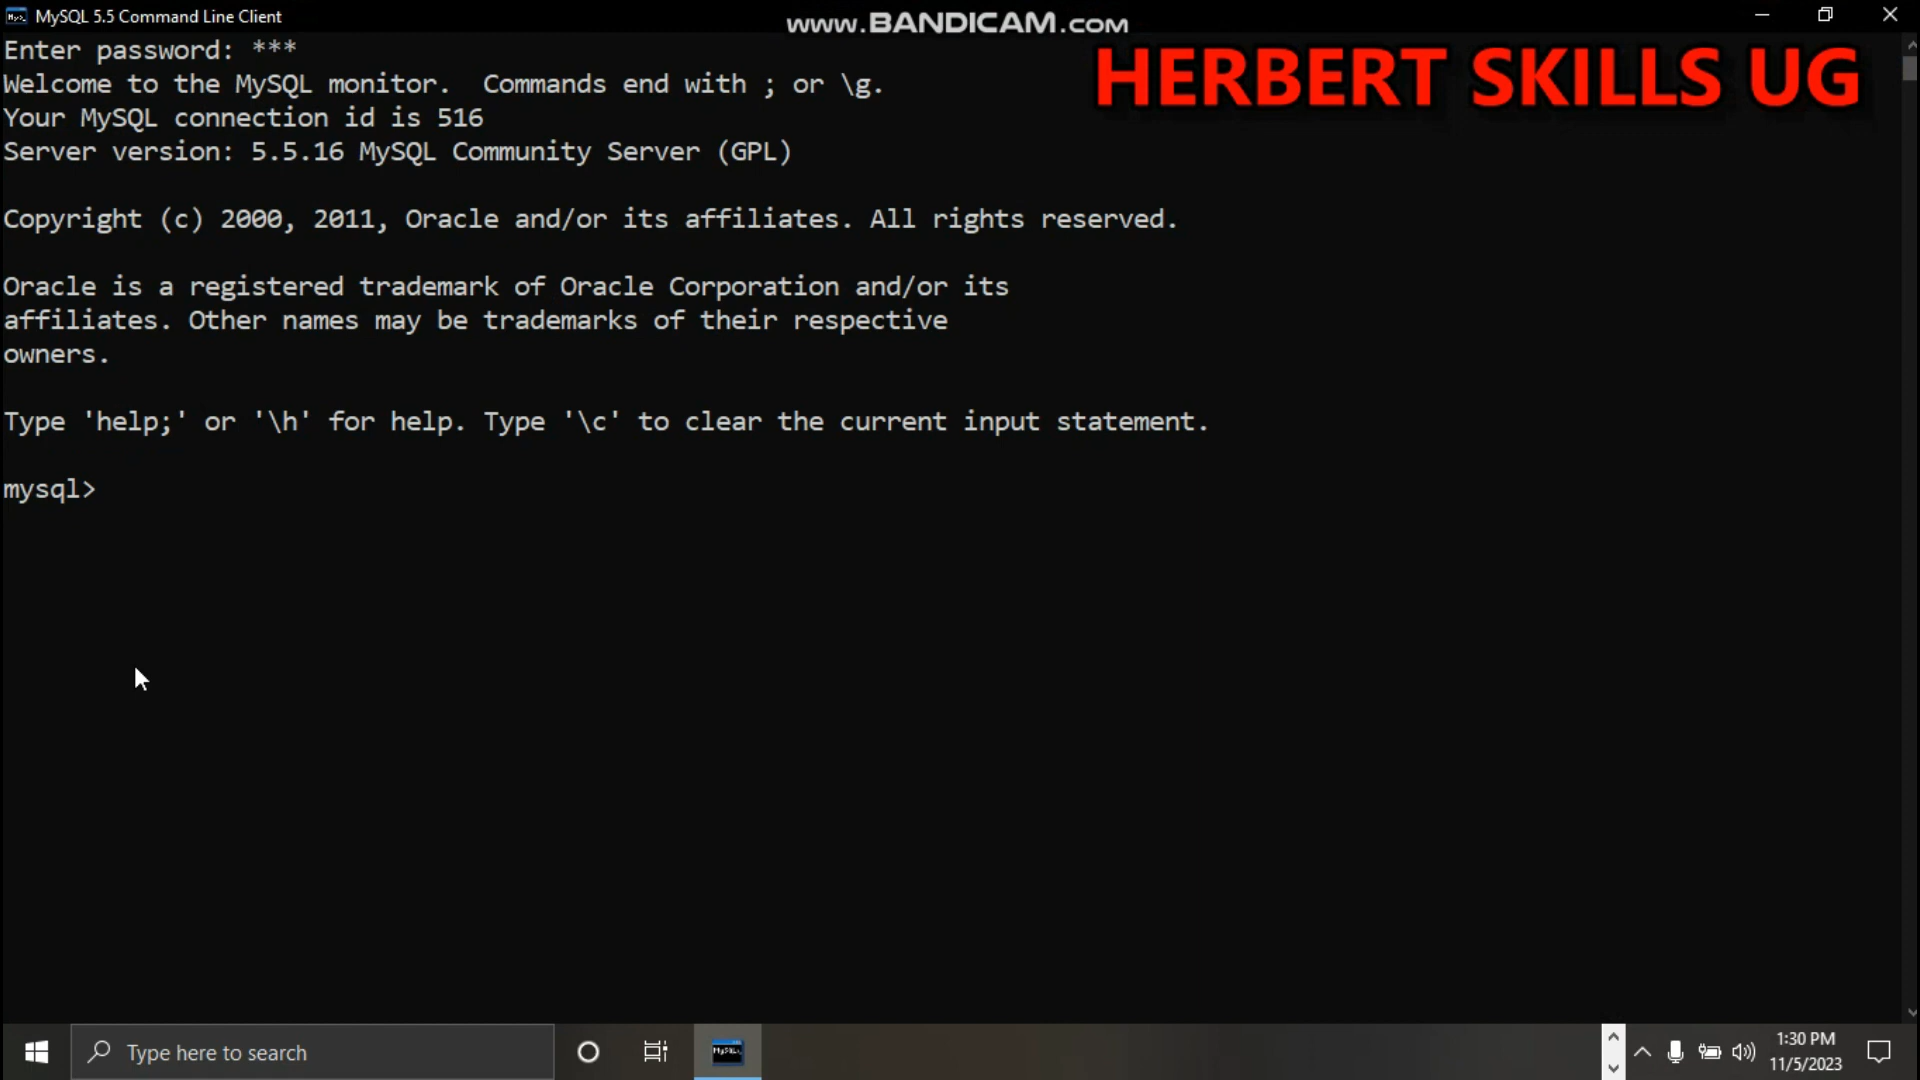 MySQL 5.5 Command Line Client
www.BANDICAM.com
Enter password: ***
HERBERT SKILLS UG
Welcome to the MySQL monitor.  Commands end with ; or \g.
Your MySQL connection id is 516
Server version: 5.5.16 MySQL Community Server (GPL)
Copyright (c) 2000, 2011, Oracle and/or its affiliates. All rights reserved.
Oracle is a registered trademark of Oracle Corporation and/or its
affiliates. Other names may be trademarks of their respective
owners.
Type 'help;' or '\h' for help. Type '\c' to clear the current input statement.
mysql>
Type here to search
1:30 PM
11/5/2023